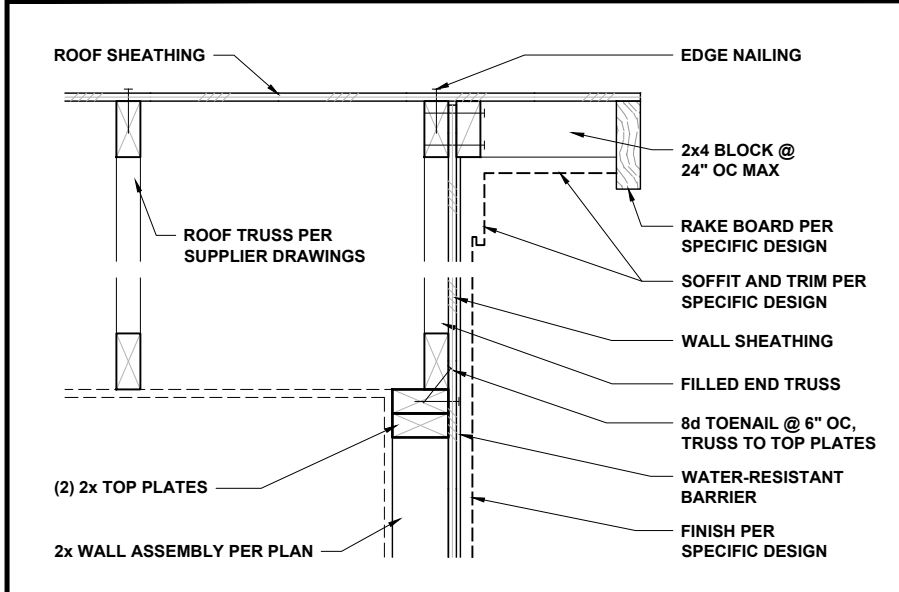 ROOF SHEATHING
ROOF TRUSS PER
SUPPLIER DRAWINGS
(2) 2x TOP PLATES
2x WALL ASSEMBLY PER PLAN
EDGE NAILING
2x4 BLOCK @
24" OC MAX
RAKE BOARD PER
SPECIFIC DESIGN
SOFFIT AND TRIM PER
SPECIFIC DESIGN
WALL SHEATHING
FILLED END TRUSS
8d TOENAIL @ 6" OC,
TRUSS TO TOP PLATES
WATER-RESISTANT
BARRIER
FINISH PER
SPECIFIC DESIGN